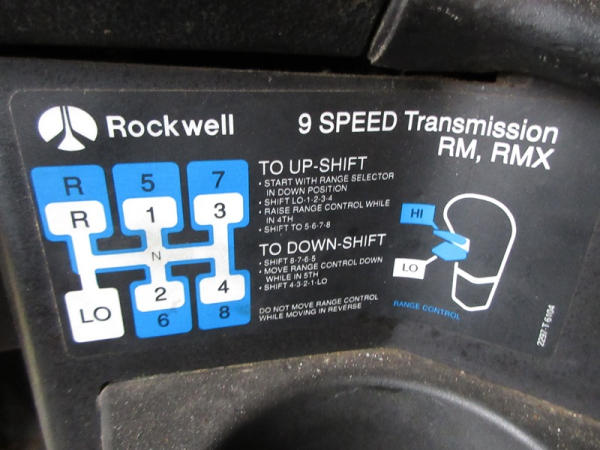 Rockwell
9 SPEED Transmission
RM, RMX
R 5 7
R 1 3
N
LO 2 4
6 8
TO UP-SHIFT
• START WITH RANGE SELECTOR
IN DOWN POSITION
• SHIFT LO-1-2-3-4
• RAISE RANGE CONTROL WHILE
IN 4TH
• SHIFT TO 5-6-7-8
TO DOWN-SHIFT
• SHIFT 8-7-6-5
• MOVE RANGE CONTROL DOWN
WHILE IN 5TH
• SHIFT 4-3-2-1-LO
DO NOT MOVE RANGE CONTROL
WHILE MOVING IN REVERSE
HI
LO
RANGE CONTROL
2297-T 6104